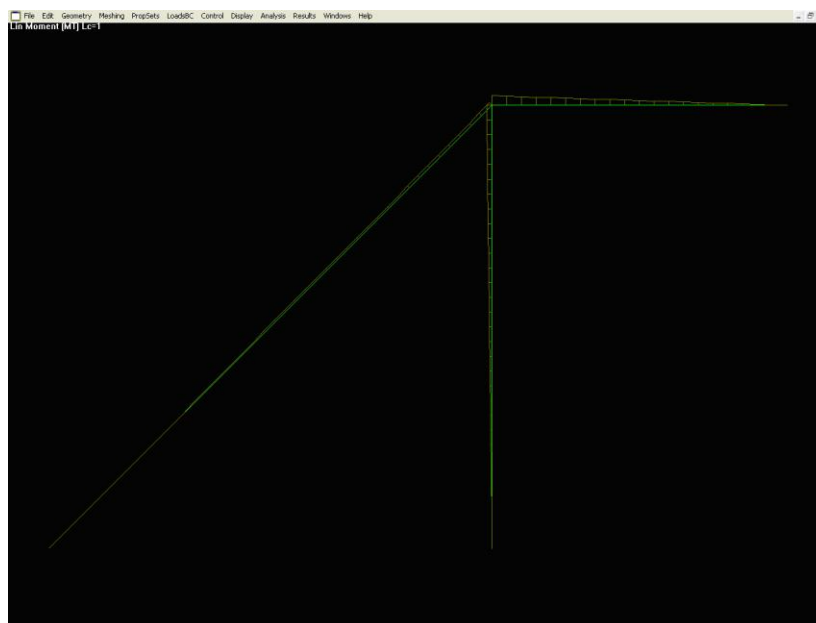 File Edit Geometry Meshing PropSets LoadsBC Control Display Analysis Results Windows Help
Lin Moment [M1] Lc=1